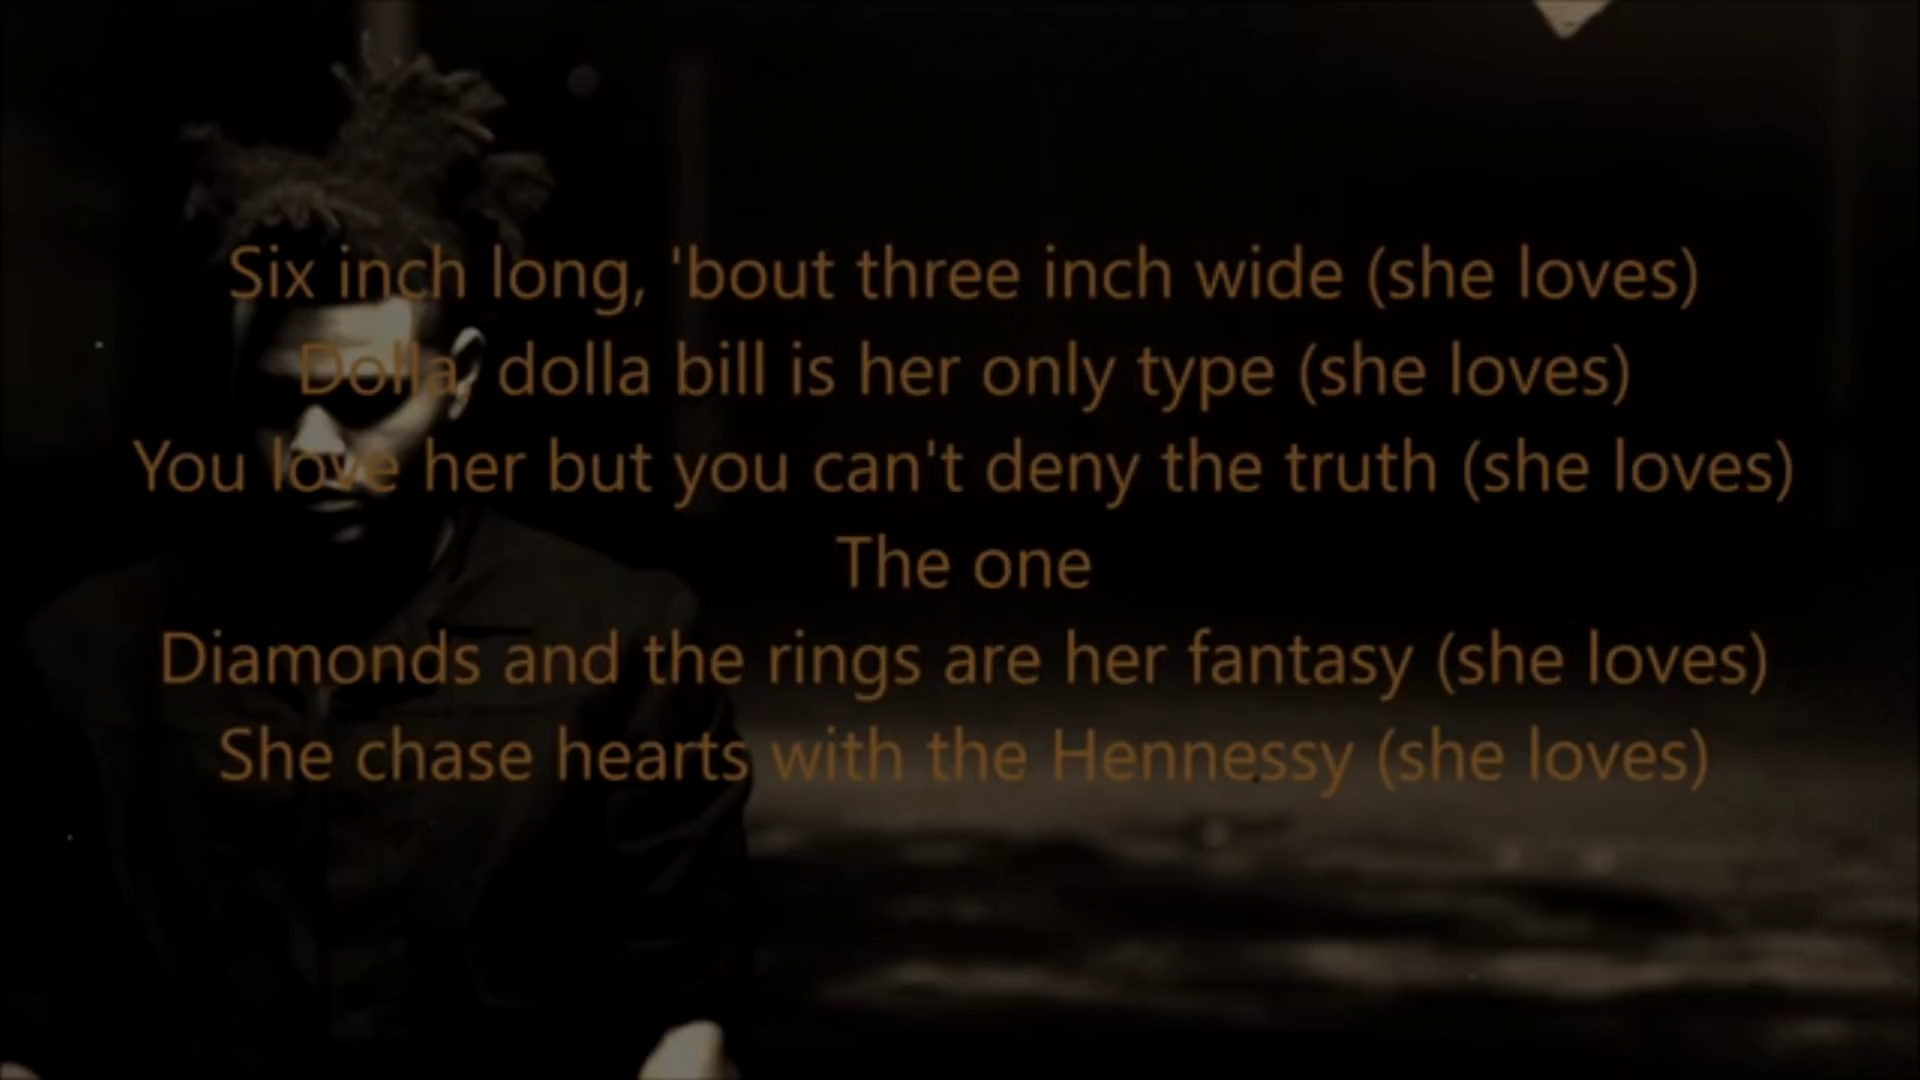 Six inch long, 'bout three inch wide (she loves)
Dolla, dolla bill is her only type (she loves)
You love her but you can't deny the truth (she loves)
The one
Diamonds and the rings are her fantasy (she loves)
She chase hearts with the Hennessy (she loves)